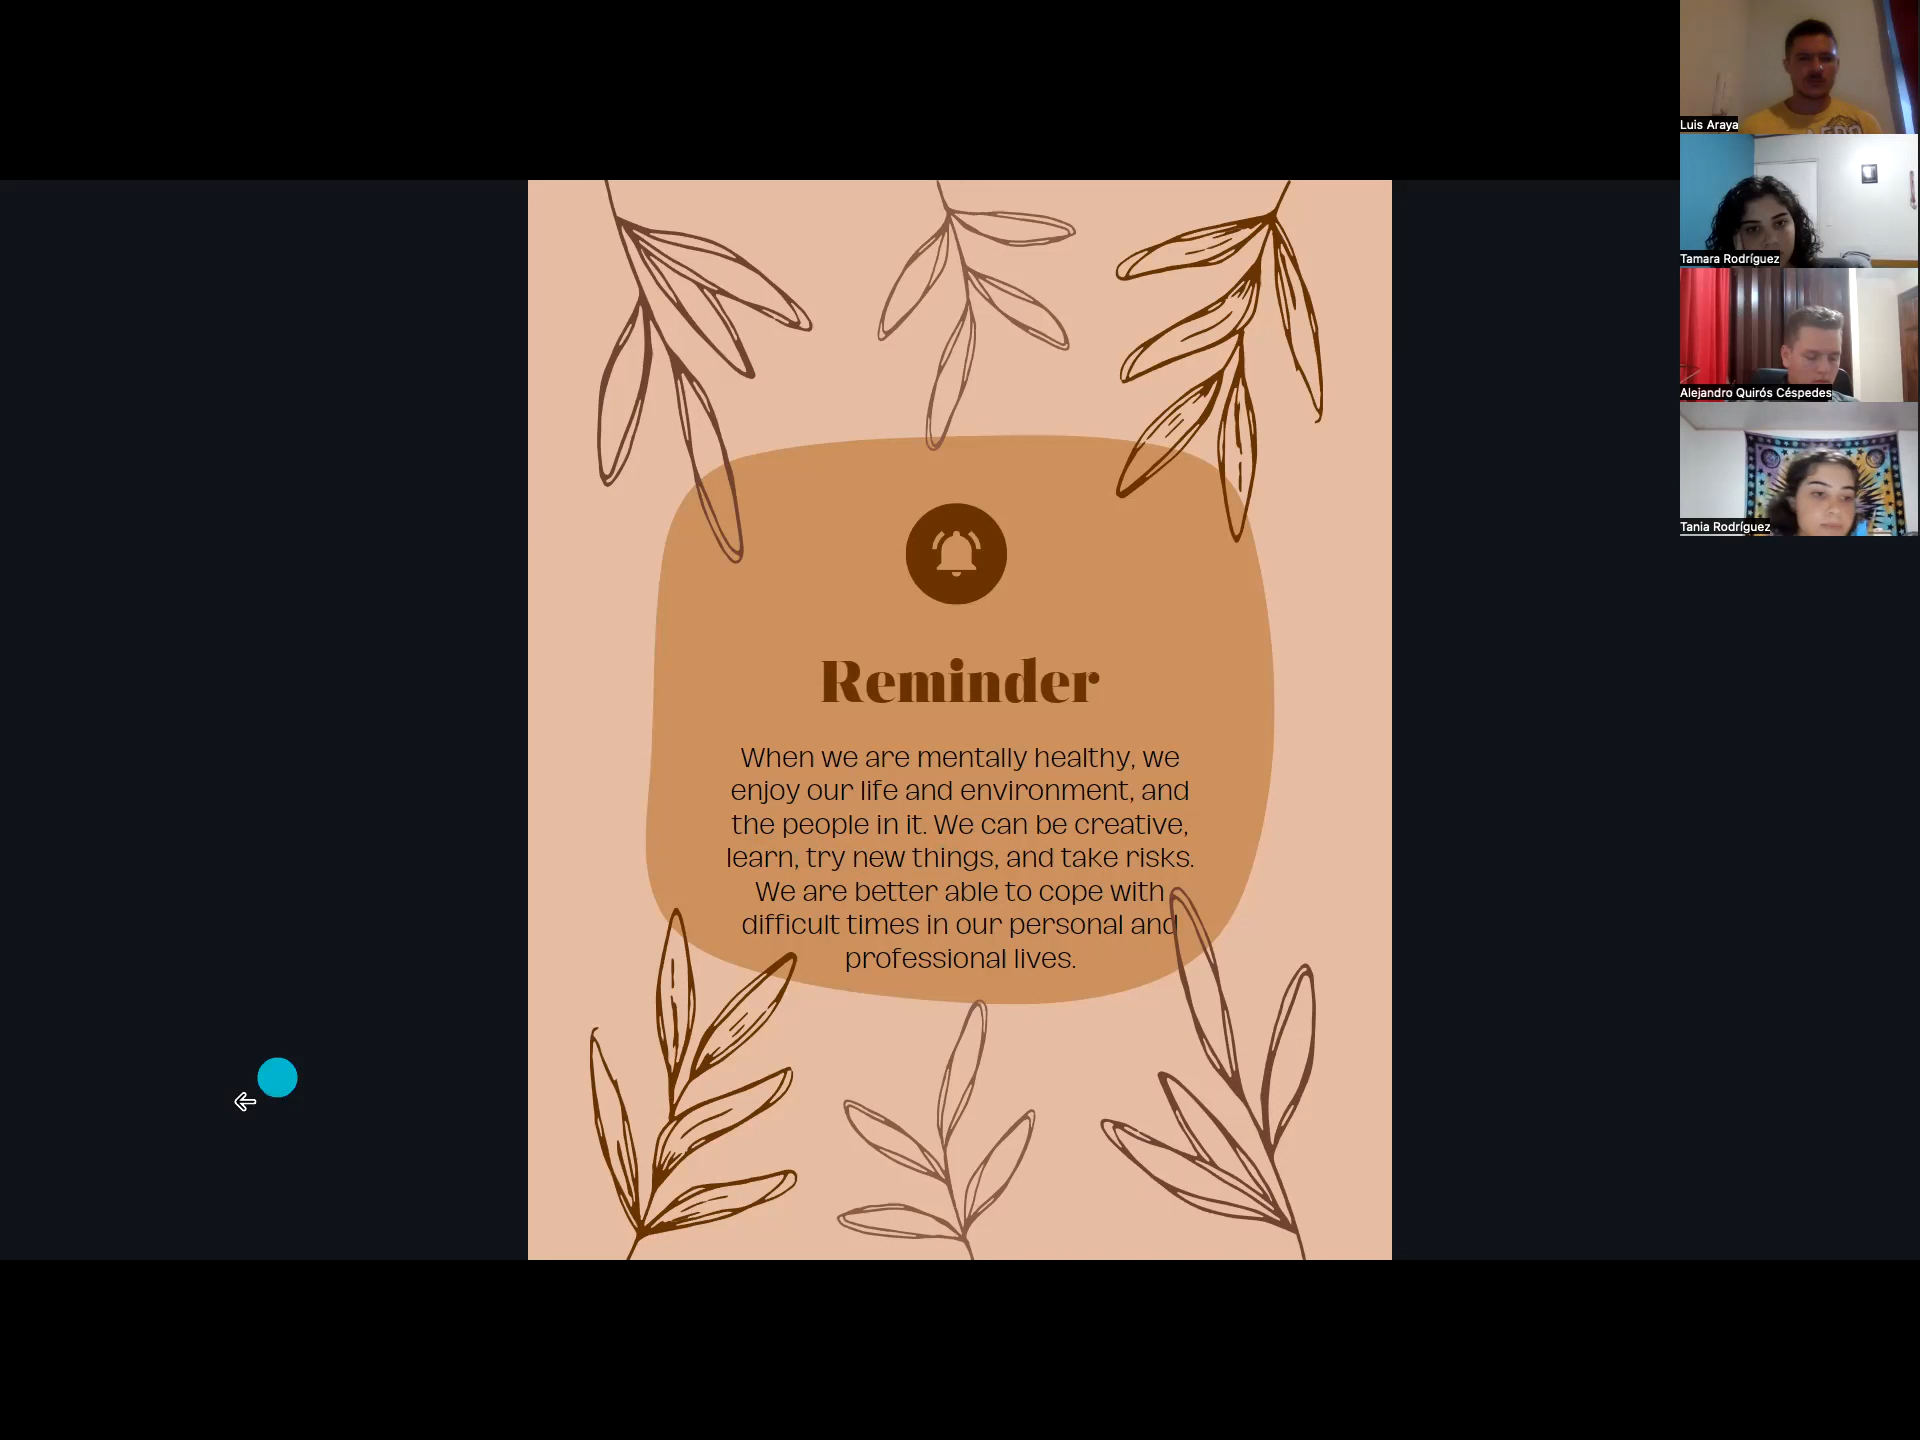 Luis Araya
Tamara Rodríguez
Alejandro Quirós Céspedes
Tania Rodríguez
Reminder
When we are mentally healthy, we
enjoy our life and environment, and
the people in it. We can be creative,
learn, try new things, and take risks.
We are better able to cope with
difficult times in our personal and
professional lives.